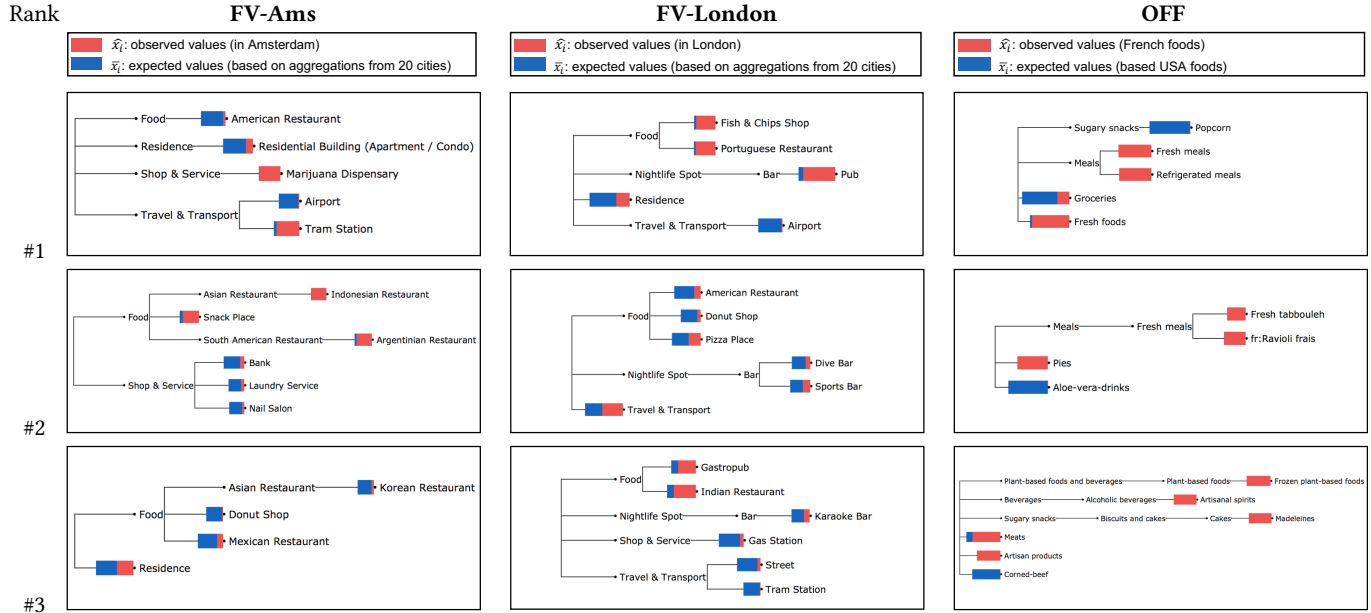 Rank
FV-Ams
FV-London
OFF
x̂ᵢ: observed values (in Amsterdam)
x̄ᵢ: expected values (based on aggregations from 20 cities)
x̂ᵢ: observed values (in London)
x̄ᵢ: expected values (based on aggregations from 20 cities)
x̂ᵢ: observed values (French foods)
x̄ᵢ: expected values (based USA foods)
#1
Food
American Restaurant
Residence
Residential Building (Apartment / Condo)
Shop & Service
Marijuana Dispensary
Travel & Transport
Airport
Tram Station
Food
Fish & Chips Shop
Portuguese Restaurant
Nightlife Spot
Bar
Pub
Residence
Travel & Transport
Airport
Sugary snacks
Popcorn
Meals
Fresh meals
Refrigerated meals
Groceries
Fresh foods
#2
Food
Asian Restaurant
Indonesian Restaurant
Snack Place
South American Restaurant
Argentinian Restaurant
Shop & Service
Bank
Laundry Service
Nail Salon
Food
American Restaurant
Donut Shop
Pizza Place
Nightlife Spot
Bar
Dive Bar
Sports Bar
Travel & Transport
Meals
Fresh meals
Fresh tabbouleh
fr:Ravioli frais
Pies
Aloe-vera-drinks
#3
Food
Asian Restaurant
Korean Restaurant
Donut Shop
Mexican Restaurant
Residence
Food
Gastropub
Indian Restaurant
Nightlife Spot
Bar
Karaoke Bar
Shop & Service
Gas Station
Travel & Transport
Street
Tram Station
Plant-based foods and beverages
Plant-based foods
Frozen plant-based foods
Beverages
Alcoholic beverages
Artisanal spirits
Sugary snacks
Biscuits and cakes
Cakes
Madeleines
Meats
Artisan products
Corned-beef